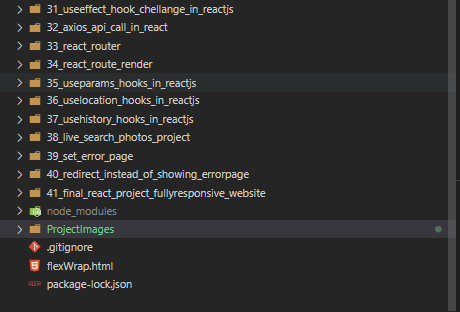 31_useeffect_hook_chellange_in_reactjs
32_axios_api_call_in_react
33_react_router
34_react_route_render
35_useparams_hooks_in_reactjs
36_uselocation_hooks_in_reactjs
37_usehistory_hooks_in_reactjs
38_live_search_photos_project
39_set_error_page
40_redirect_instead_of_showing_errorpage
41_final_react_project_fullyresponsive_website
node_modules
ProjectImages
.gitignore
flexWrap.html
package-lock.json